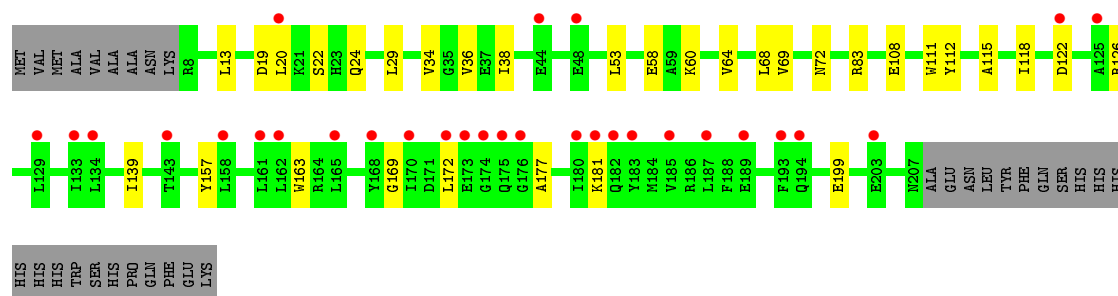 MET VAL MET ALA VAL ALA ALA ASN LYS R8 L13 D19 L20 K21 S22 H23 Q24 L29 V34 G35 V36 E37 I38 E44 E48 L53 E58 A59 K60 V64 L68 V69 N72 R83 E108 W111 Y112 A115 I118 D122 A125
L129 I133 L134 I139 T143 Y157 L158 L161 L162 W163 R164 L165 Y168 G169 I170 D171 L172 E173 G174 Q175 G176 A177 I180 K181 Q182 Y183 M184 V185 R186 L187 F188 E189 F193 Q194 E199 E203 N207 ALA GLU ASN LEU TYR PHE GLN SER HIS HIS HIS
HIS HIS HIS TRP SER HIS PRO GLN PHE GLU LYS